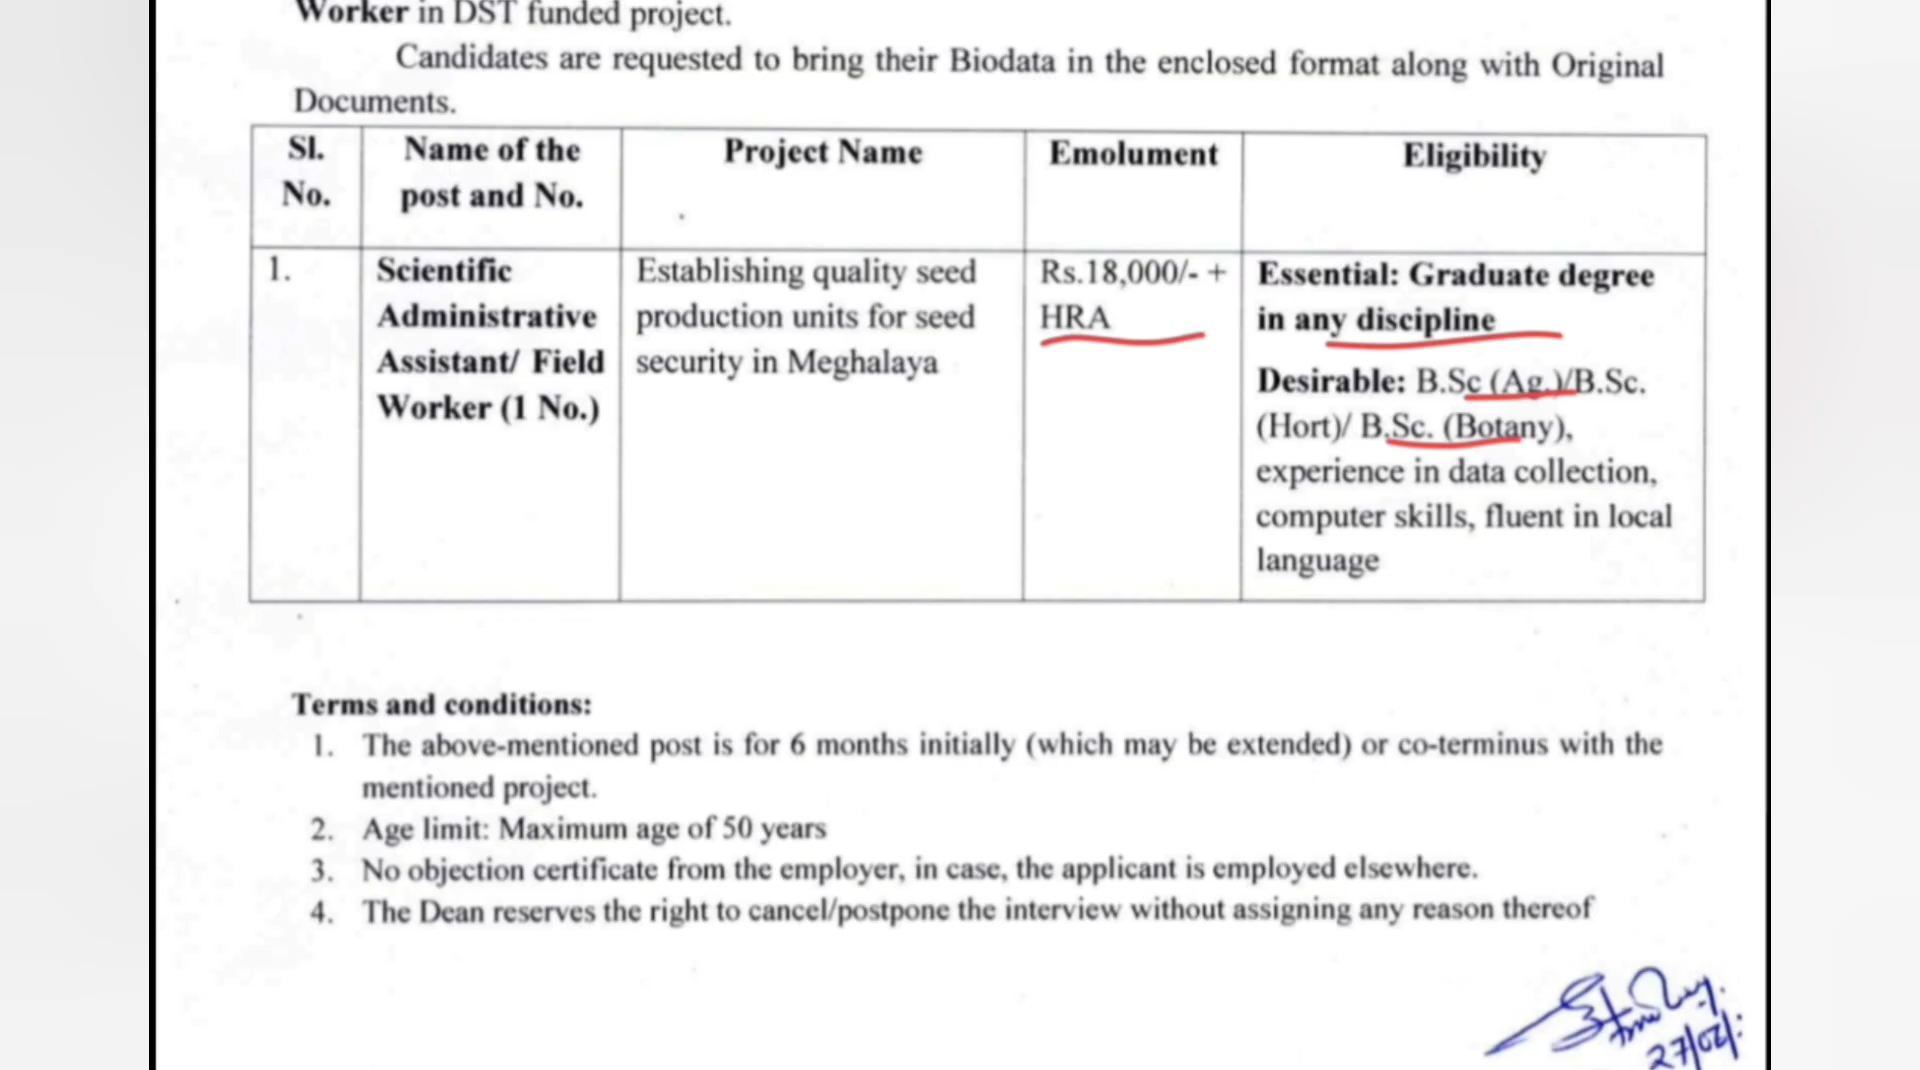 Worker in DST funded project.
Candidates are requested to bring their Biodata in the enclosed format along with Original
Documents.
Sl.
No.
Name of the
post and No.
Project Name
Emolument
Eligibility
1.
Scientific
Administrative
Assistant/ Field
Worker (1 No.)
Establishing quality seed
production units for seed
security in Meghalaya
Rs.18,000/- +
HRA
Essential: Graduate degree
in any discipline
Desirable: B.Sc (Ag.)/B.Sc.
(Hort)/ B.Sc. (Botany),
experience in data collection,
computer skills, fluent in local
language
Terms and conditions:
1. The above-mentioned post is for 6 months initially (which may be extended) or co-terminus with the
mentioned project.
2. Age limit: Maximum age of 50 years
3. No objection certificate from the employer, in case, the applicant is employed elsewhere.
4. The Dean reserves the right to cancel/postpone the interview without assigning any reason thereof
27/02/